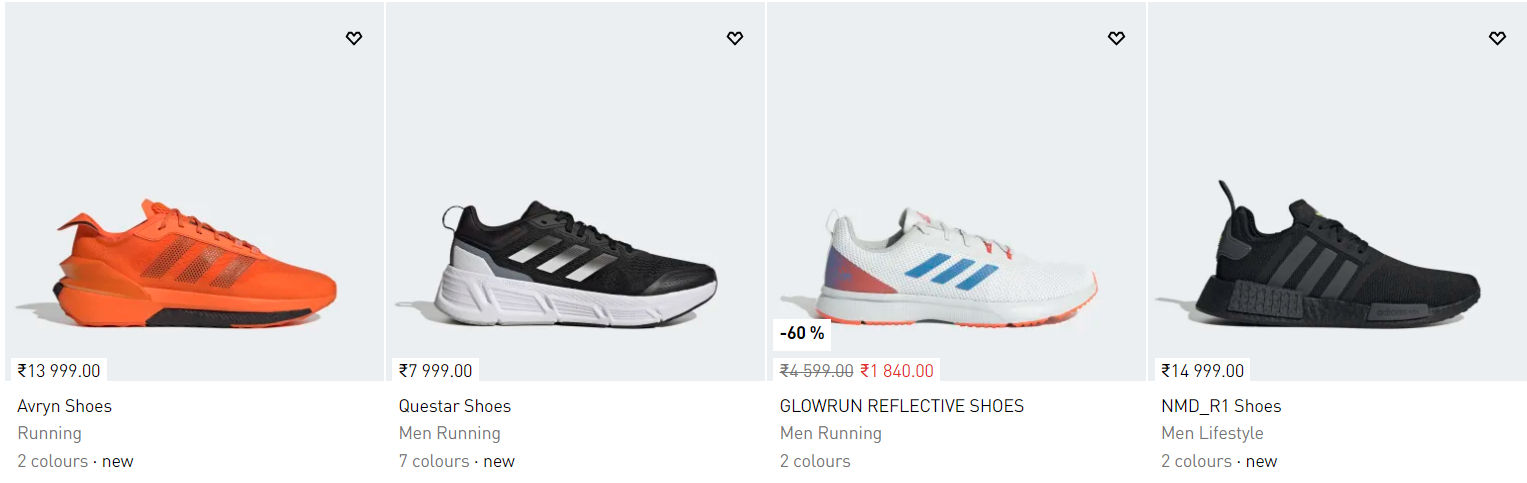 ₹13 999.00
Avryn Shoes
Running
2 colours · new
₹7 999.00
Questar Shoes
Men Running
7 colours · new
-60 %
₹4 599.00 ₹1 840.00
GLOWRUN REFLECTIVE SHOES
Men Running
2 colours
₹14 999.00
NMD_R1 Shoes
Men Lifestyle
2 colours · new